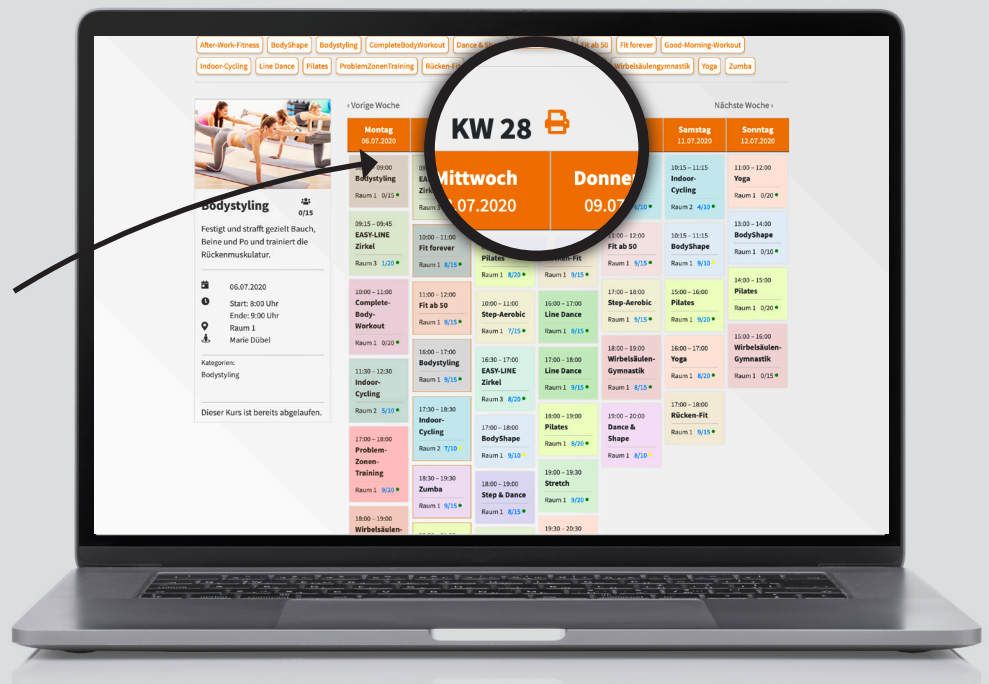 After-Work-Fitness BodyShape Bodystyling CompleteBodyWorkout Fit ab 50 Fit forever Good-Morning-Workout
Indoor-Cycling Line Dance Pilates ProblemZonenTraining Wirbelsäulengymnastik Yoga Zumba
‹ Vorige Woche
Nächste Woche ›
KW 28
Montag
06.07.2020
Mittwoch
.07.2020
Donne
09.07
Samstag
11.07.2020
Sonntag
12.07.2020
Bodystyling
0/15
Festigt und strafft gezielt Bauch,
Beine und Po und trainiert die
Rückenmuskulatur.
06.07.2020
Start: 8:00 Uhr
Ende: 9:00 Uhr
Raum 1
Marie Dübel
Kategorien:
Bodystyling
Dieser Kurs ist bereits abgelaufen.
09:00
Bodystyling
Raum 1 0/15
09:15 – 09:45
EASY-LINE
Zirkel
Raum 3 1/20
10:00 – 11:00
Complete-
Body-
Workout
Raum 1 0/20
11:30 – 12:30
Indoor-
Cycling
Raum 2 5/10
17:00 – 18:00
Problem-
Zonen-
Training
Raum 1 9/20
18:00 – 19:00
Wirbelsäulen-
10:00 – 11:00
Fit forever
Raum 1 8/15
11:00 – 12:00
Fit ab 50
Raum 1 9/15
16:00 – 17:00
Bodystyling
Raum 1 9/15
17:30 – 18:30
Indoor-
Cycling
Raum 2 7/10
18:30 – 19:30
Zumba
Raum 1 9/15
Pilates
Raum 1 8/20
10:00 – 11:00
Step-Aerobic
Raum 1 7/15
16:30 – 17:00
EASY-LINE
Zirkel
Raum 3 8/20
17:00 – 18:00
BodyShape
Raum 1 9/10
18:00 – 19:00
Step & Dance
Raum 1 8/15
Raum 1 9/15
16:00 – 17:00
Line Dance
Raum 1 8/15
17:00 – 18:00
Line Dance
Raum 1 9/15
18:00 – 19:00
Pilates
Raum 1 8/20
19:00 – 19:30
Stretch
Raum 1 9/20
19:30 – 20:30
11:00 – 12:00
Fit ab 50
Raum 1 9/15
17:00 – 18:00
Step-Aerobic
Raum 1 9/15
18:00 – 19:00
Wirbelsäulen-
Gymnastik
Raum 1 8/15
19:00 – 20:00
Dance &
Shape
Raum 1 8/10
10:15 – 11:15
Indoor-
Cycling
Raum 2 4/10
10:15 – 11:15
BodyShape
Raum 1 9/10
15:00 – 16:00
Pilates
Raum 1 9/20
16:00 – 17:00
Yoga
Raum 1 8/20
17:00 – 18:00
Rücken-Fit
Raum 1 9/15
11:00 – 12:00
Yoga
Raum 1 0/20
13:00 – 14:00
BodyShape
Raum 1 0/10
14:00 – 15:00
Pilates
Raum 1 0/20
15:00 – 16:00
Wirbelsäulen-
Gymnastik
Raum 1 0/15